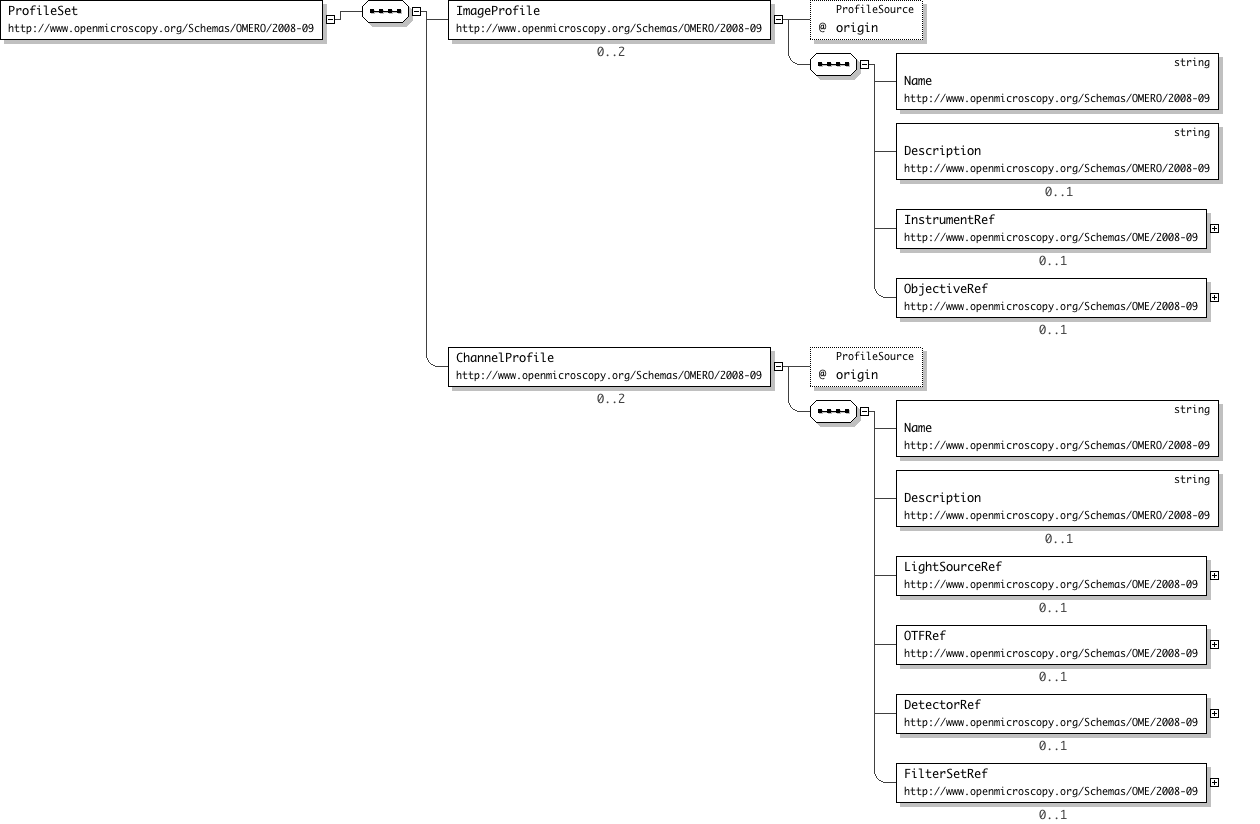 ProfileSet
http://www.openmicroscopy.org/Schemas/OMERO/2008-09
ImageProfile
http://www.openmicroscopy.org/Schemas/OMERO/2008-09
0..2
ProfileSource
@ origin
string
Name
http://www.openmicroscopy.org/Schemas/OMERO/2008-09
string
Description
http://www.openmicroscopy.org/Schemas/OMERO/2008-09
0..1
InstrumentRef
http://www.openmicroscopy.org/Schemas/OME/2008-09
0..1
ObjectiveRef
http://www.openmicroscopy.org/Schemas/OME/2008-09
0..1
ChannelProfile
http://www.openmicroscopy.org/Schemas/OMERO/2008-09
0..2
ProfileSource
@ origin
string
Name
http://www.openmicroscopy.org/Schemas/OMERO/2008-09
string
Description
http://www.openmicroscopy.org/Schemas/OMERO/2008-09
0..1
LightSourceRef
http://www.openmicroscopy.org/Schemas/OME/2008-09
0..1
OTFRef
http://www.openmicroscopy.org/Schemas/OME/2008-09
0..1
DetectorRef
http://www.openmicroscopy.org/Schemas/OME/2008-09
0..1
FilterSetRef
http://www.openmicroscopy.org/Schemas/OME/2008-09
0..1